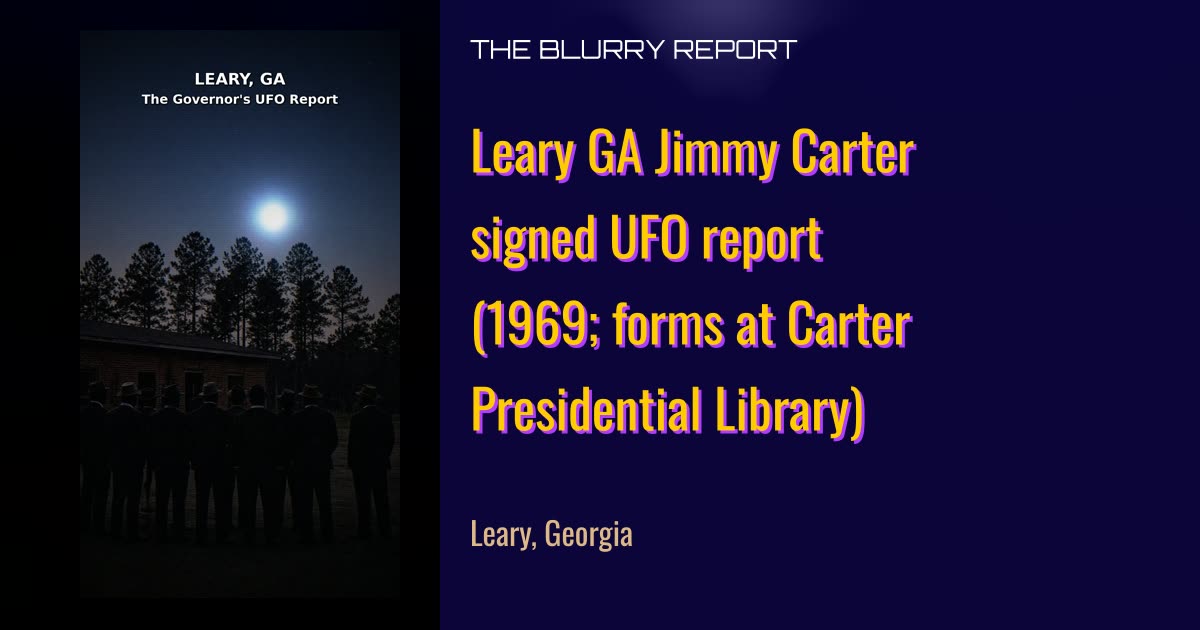 LEARY, GA
The Governor's UFO Report
THE BLURRY REPORT
Leary GA Jimmy Carter
signed UFO report
(1969; forms at Carter
Presidential Library)
Leary, Georgia